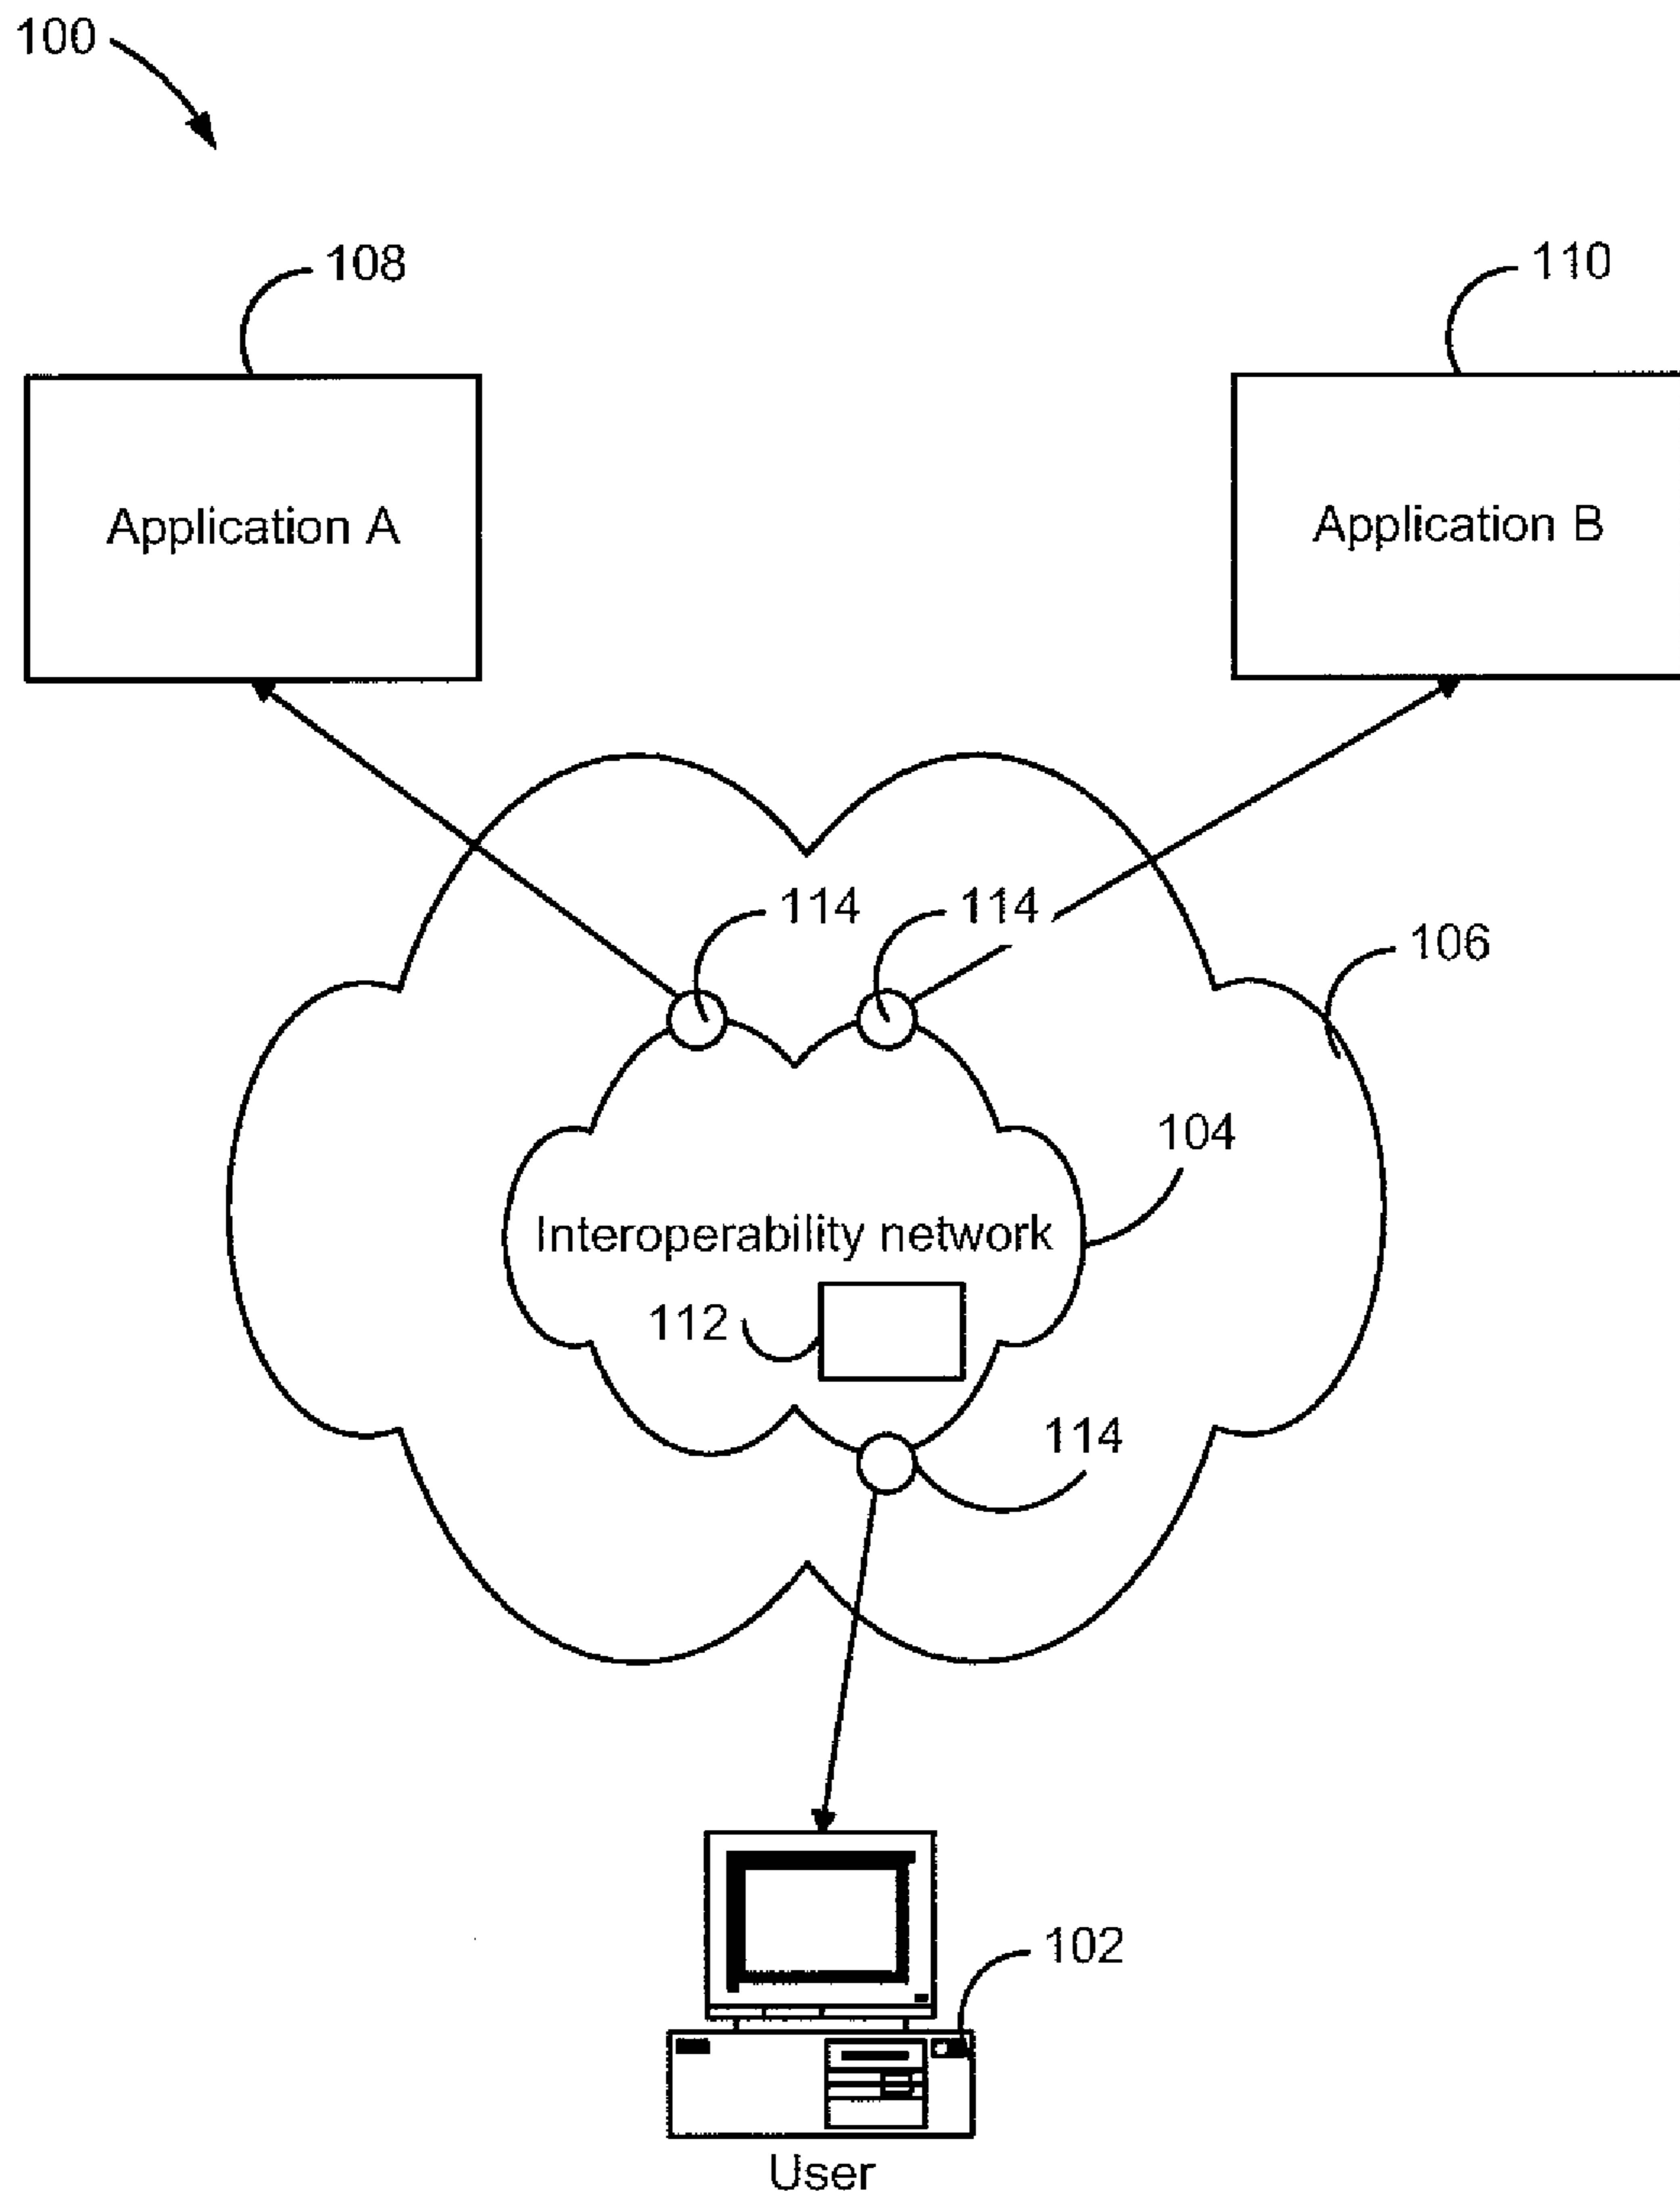 100
108
110
Application A
Application B
114
114
106
104
Interoperability network
112
114
102
User